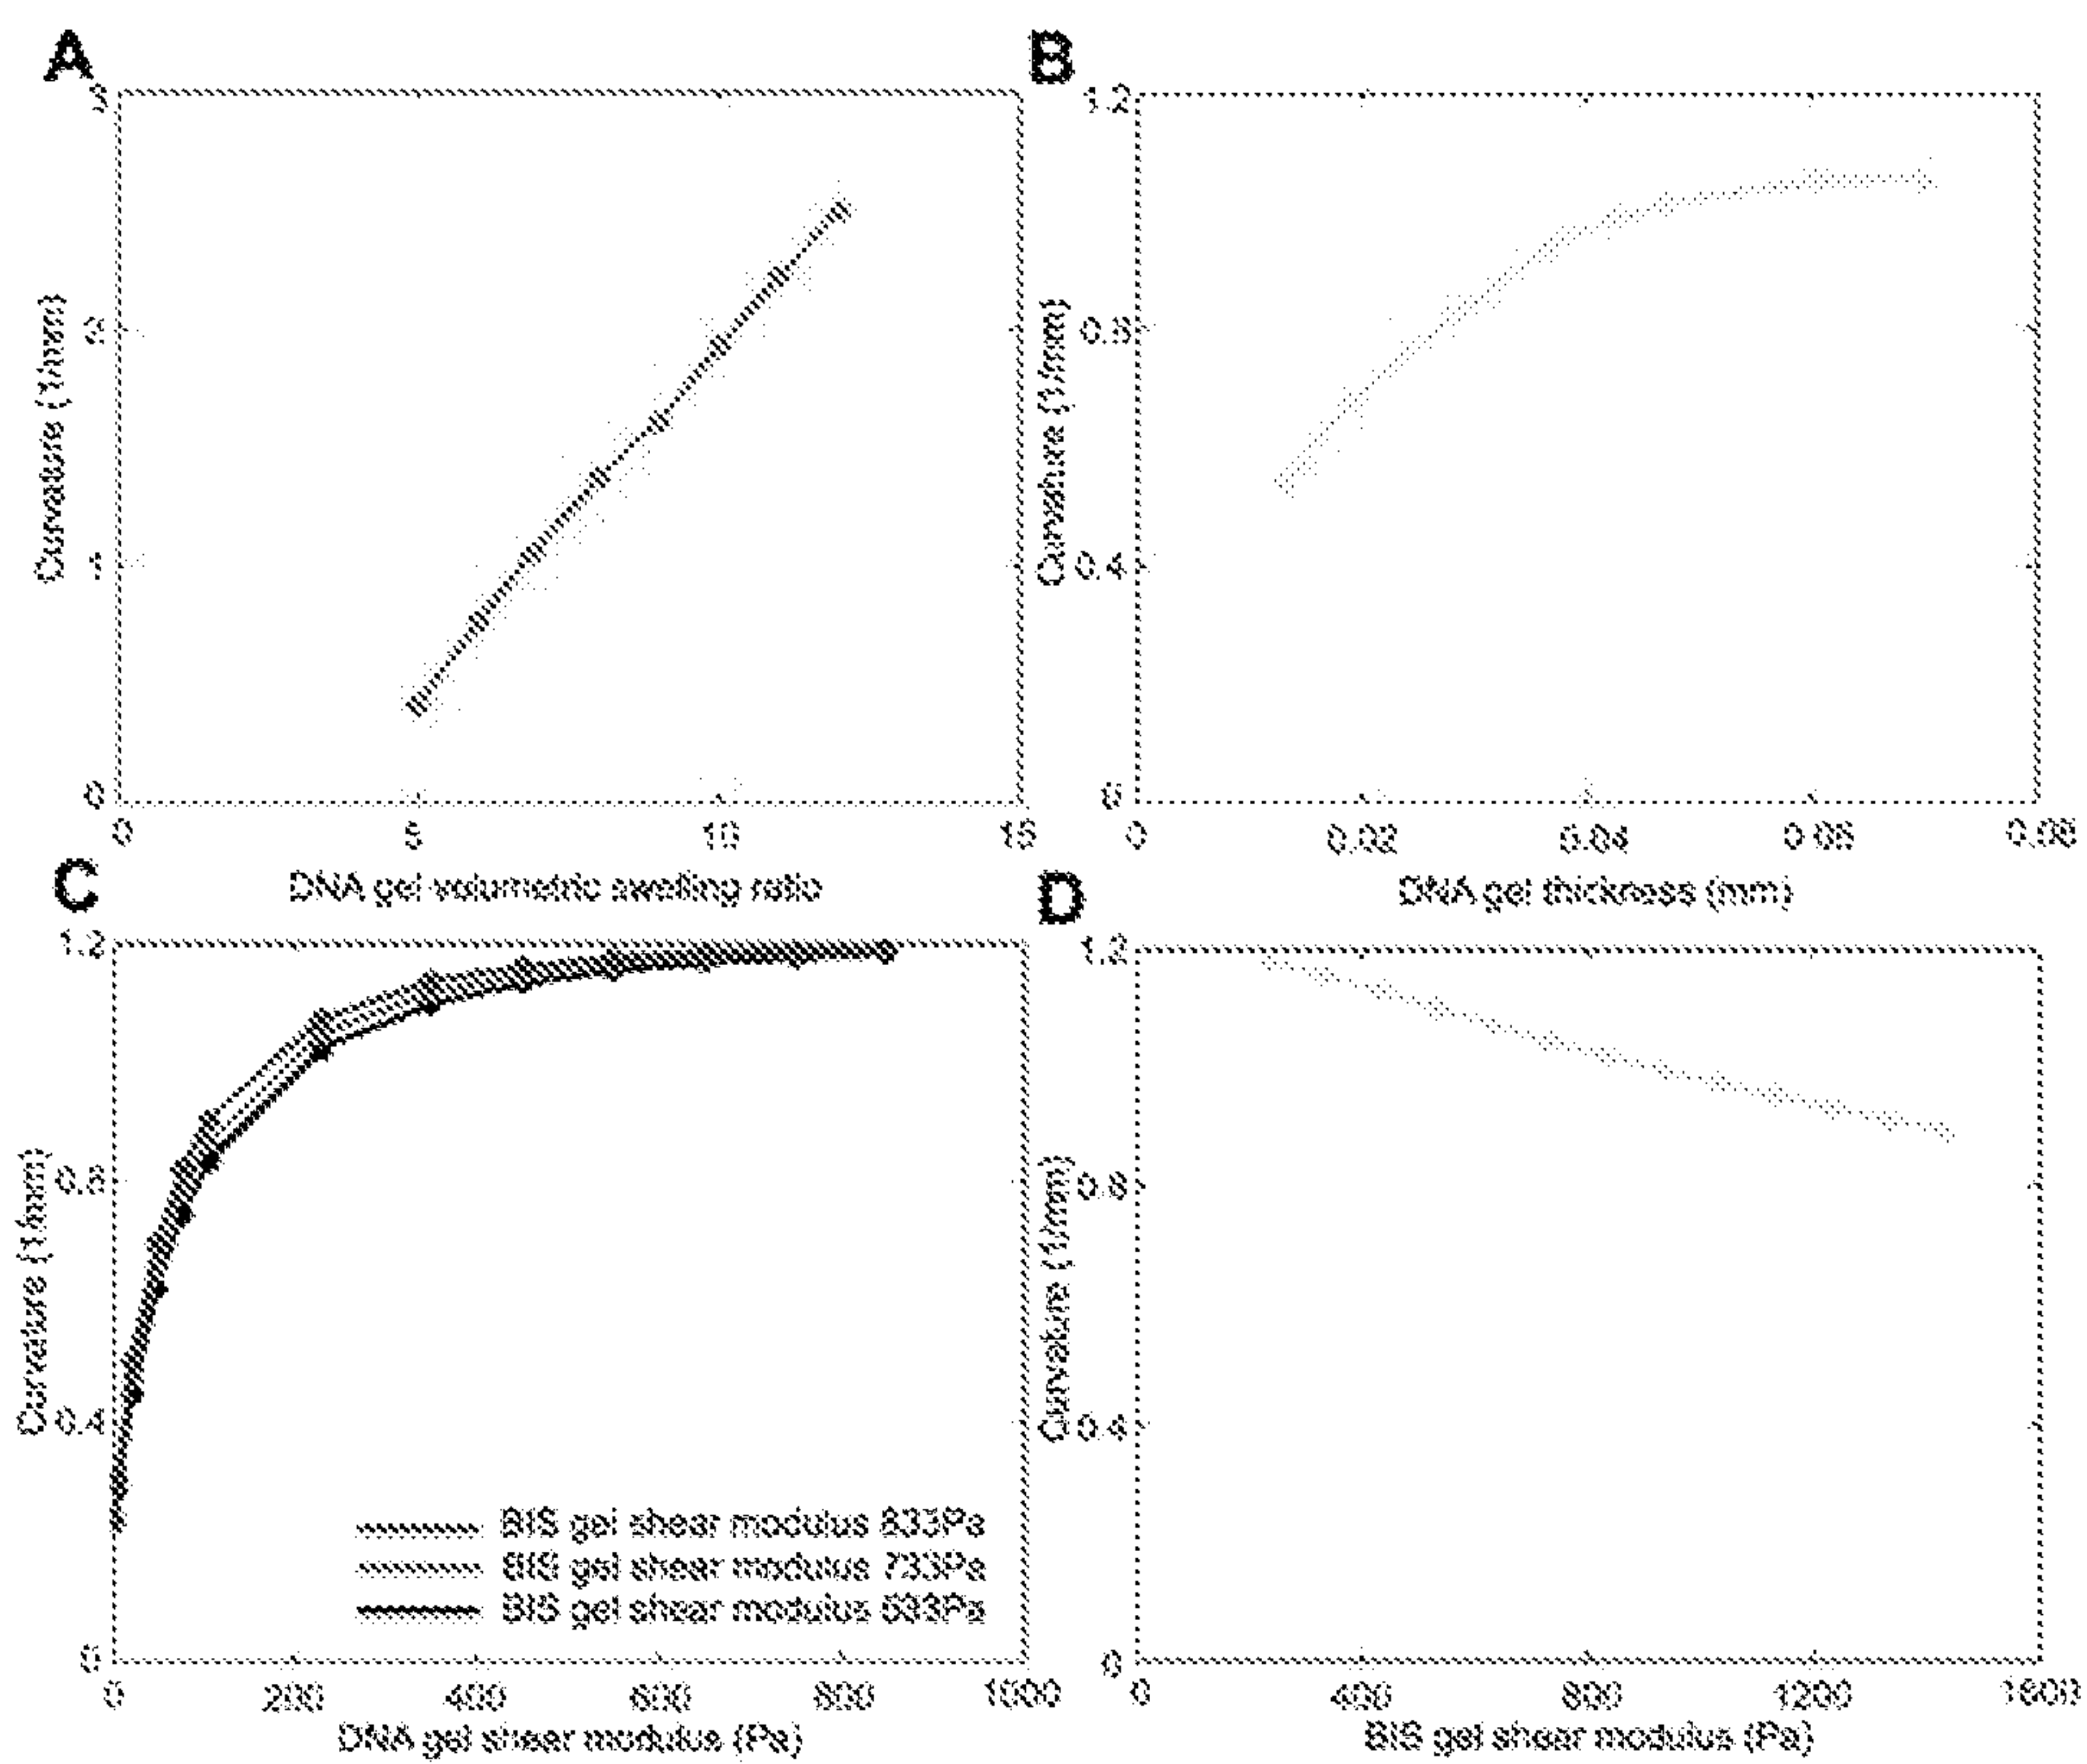 A
3
2
1
0
0
5
10
15
Curvature (1/mm)
DNA gel volumetric swelling ratio
B
1.2
0.8
0.4
0
0
0.02
0.04
0.06
0.08
Curvature (1/mm)
DNA gel thickness (mm)
C
1.2
0.8
0.4
0
0
200
400
600
800
1000
Curvature (1/mm)
DNA gel shear modulus (Pa)
BIS gel shear modulus 833Pa
BIS gel shear modulus 733Pa
BIS gel shear modulus 633Pa
D
1.2
0.8
0.4
0
0
400
800
1200
1600
Curvature (1/mm)
BIS gel shear modulus (Pa)